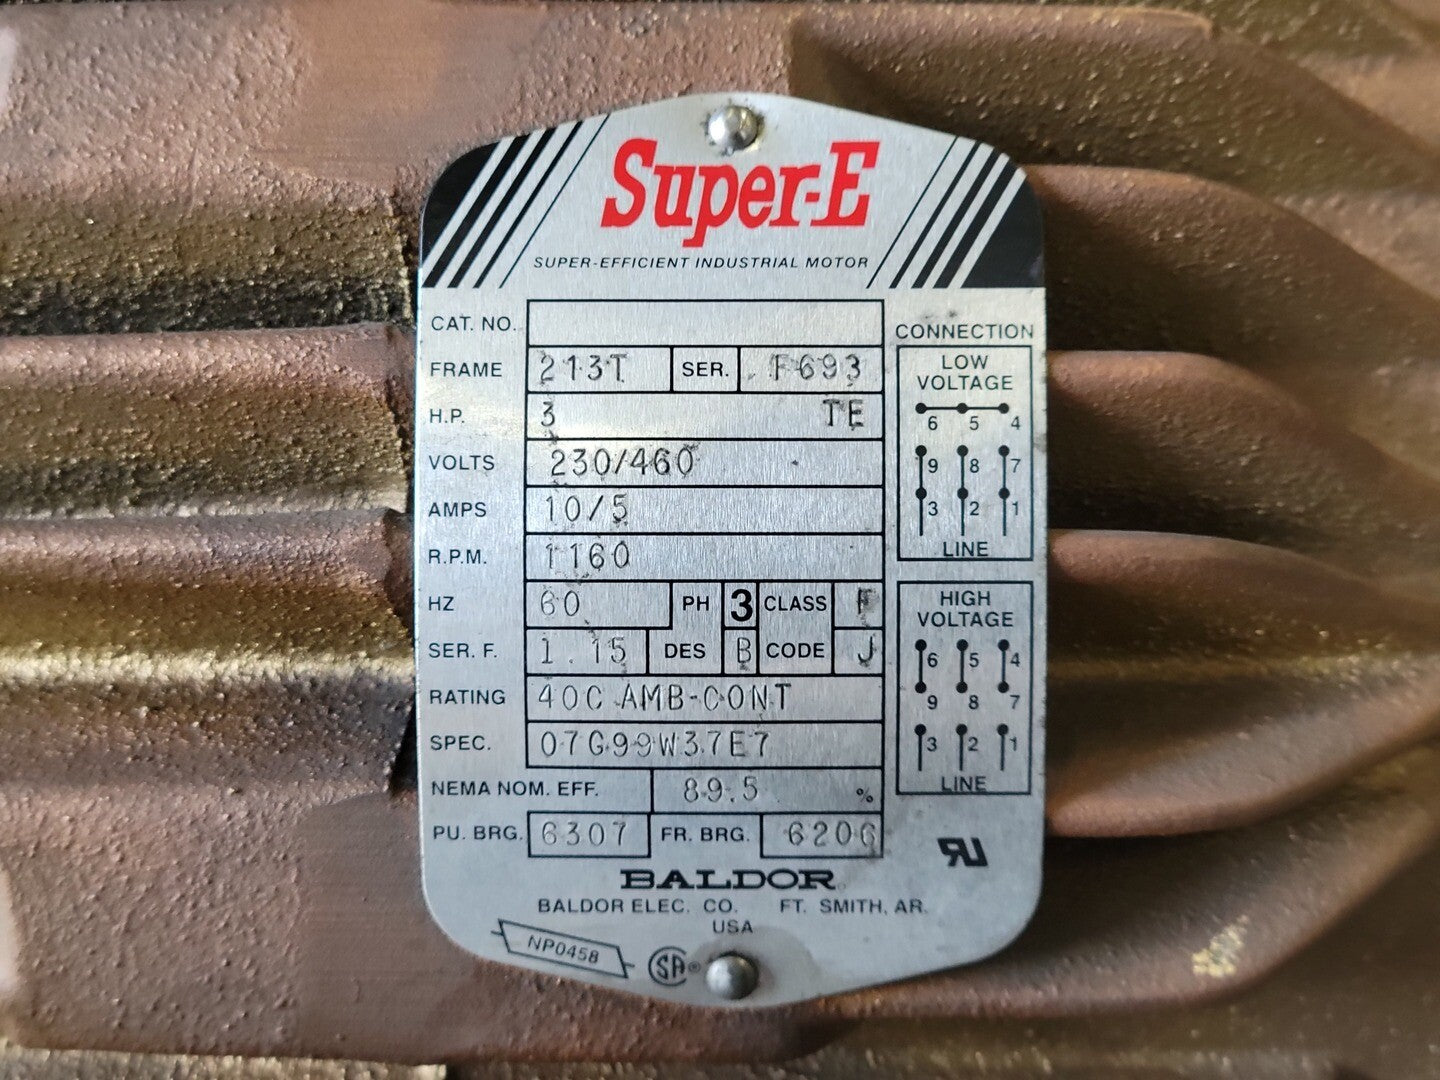 Super-E
SUPER-EFFICIENT INDUSTRIAL MOTOR
CAT. NO.
FRAME 213T SER. F693
H.P. 3 TE
VOLTS 230/460
AMPS 10/5
R.P.M. 1160
HZ 60 PH 3 CLASS F
SER. F. 1.15 DES B CODE J
RATING 40C AMB-CONT
SPEC. 07G99W37E7
NEMA NOM. EFF. 89.5 %
PU. BRG. 6307 FR. BRG. 6206
CONNECTION
LOW
VOLTAGE
6 5 4
9 8 7
3 2 1
LINE
HIGH
VOLTAGE
6 5 4
9 8 7
3 2 1
LINE
BALDOR
BALDOR ELEC. CO. FT. SMITH, AR.
USA
NP0458
SA®